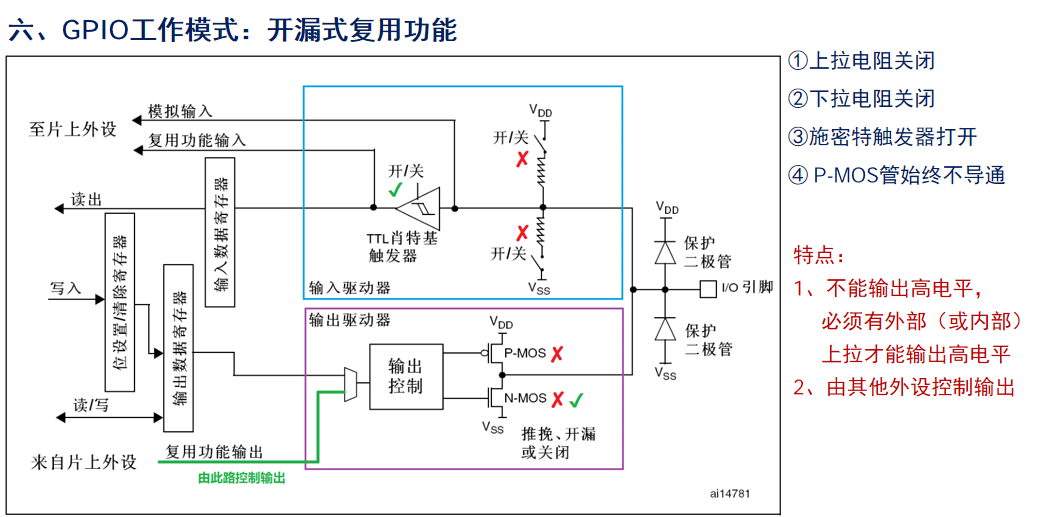 六、GPIO工作模式：开漏式复用功能
①上拉电阻关闭
②下拉电阻关闭
③施密特触发器打开
④ P-MOS管始终不导通
特点：
1、不能输出高电平，
必须有外部（或内部）
上拉才能输出高电平
2、由其他外设控制输出
至片上外设
模拟输入
复用功能输入
读出
写入
读/写
来自片上外设
复用功能输出
由此路控制输出
位设置/清除寄存器
输入数据寄存器
输出数据寄存器
开/关
TTL肖特基
触发器
输入驱动器
VDD
开/关
开/关
VSS
输出驱动器
输出
控制
VDD
P-MOS
N-MOS
VSS
推挽、开漏
或关闭
VDD
保护
二极管
I/O 引脚
保护
二极管
VSS
ai14781